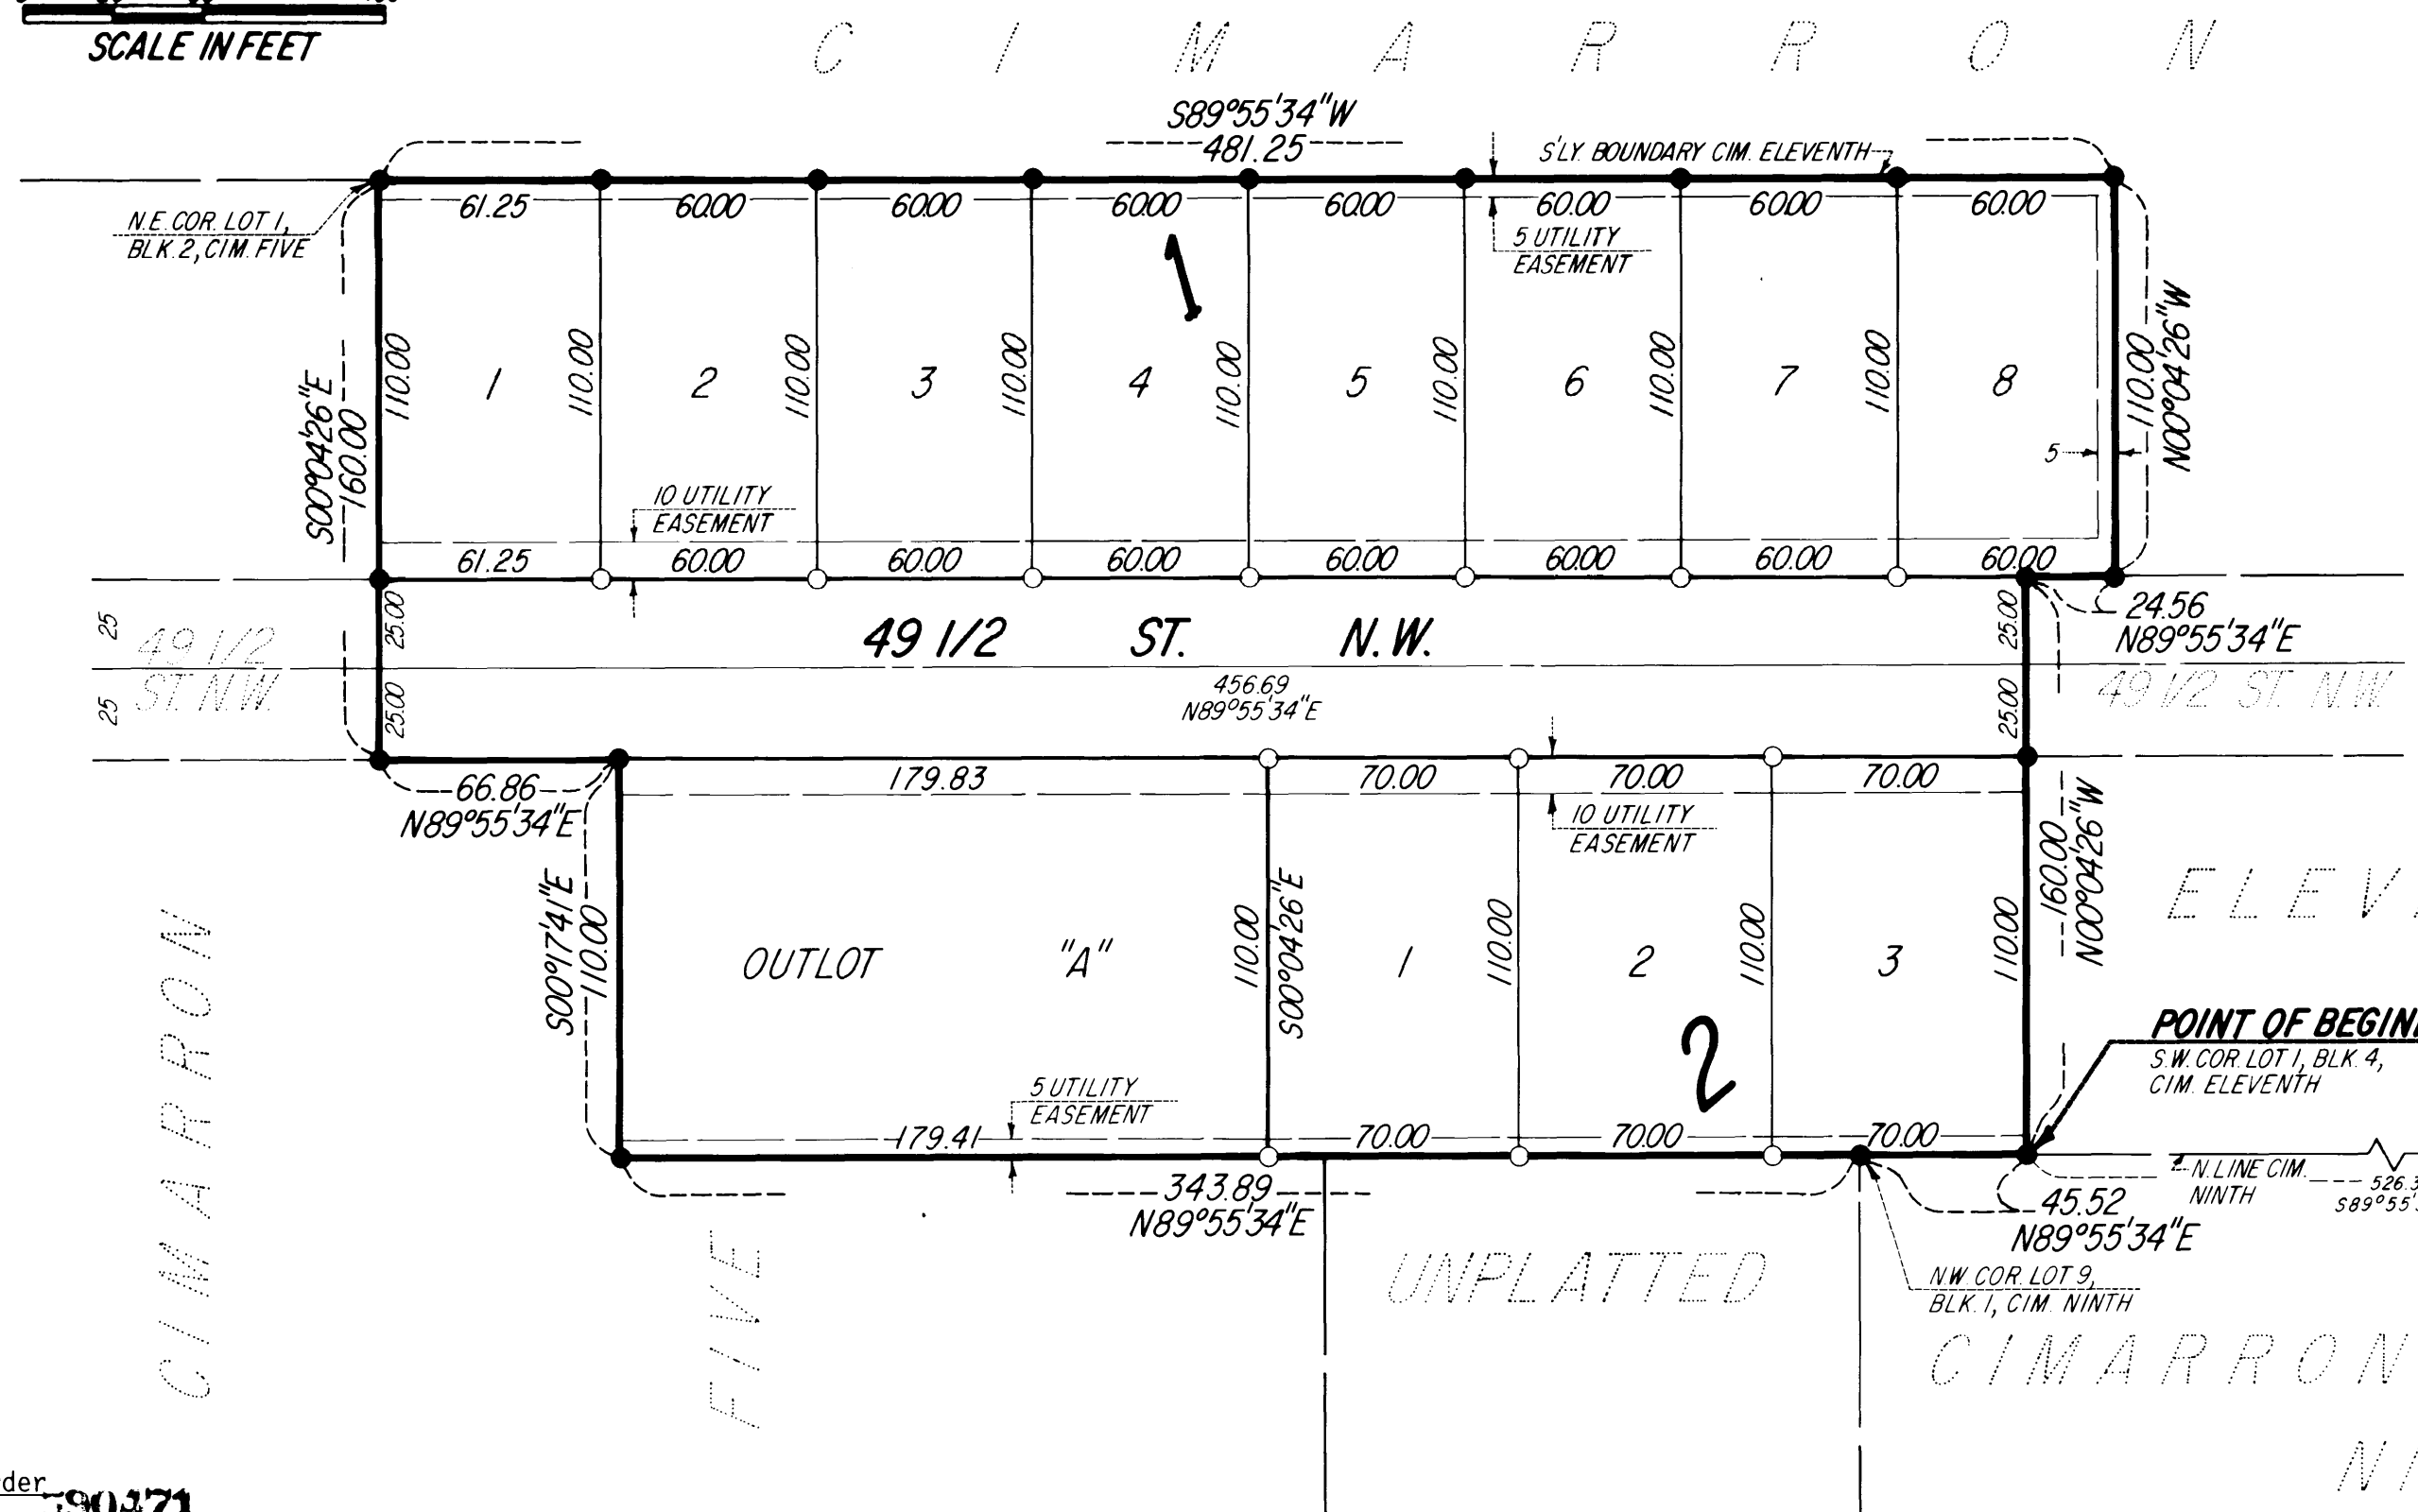 SCALE IN FEET
C I M A R R O N
S89°55'34"W
481.25
S'LY. BOUNDARY CIM. ELEVENTH
N.E. COR. LOT 1,
BLK. 2, CIM. FIVE
61.25 60.00 60.00 60.00 60.00 60.00 60.00 60.00
5 UTILITY
EASEMENT
1
S00°04'26"E
160.00
110.00 110.00 110.00 110.00 110.00 110.00 110.00 110.00 110.00
N00°04'26"W
1 2 3 4 5 6 7 8
5
10 UTILITY
EASEMENT
61.25 60.00 60.00 60.00 60.00 60.00 60.00 60.00
24.56
N89°55'34"E
25 25.00 25.00
49 1/2
ST. N.W.
49 1/2 ST. N.W.
49 1/2 ST. N.W.
25 25.00 25.00
456.69
N89°55'34"E
66.86
N89°55'34"E
179.83 70.00 70.00 70.00
10 UTILITY
EASEMENT
S00°17'41"E
110.00
110.00
S00°04'26"E
110.00 110.00 110.00
160.00
N00°04'26"W
OUTLOT "A" 1 2 3
2
ELEV
POINT OF BEGIN
S.W. COR. LOT 1, BLK. 4,
CIM. ELEVENTH
5 UTILITY
EASEMENT
179.41 70.00 70.00 70.00
343.89
N89°55'34"E
45.52
N89°55'34"E
N. LINE CIM.
NINTH
526.3
S89°55'
N.W. COR. LOT 9,
BLK. 1, CIM. NINTH
CIMARRON
FIVE
UNPLATTED
CIMARRON
NI
der